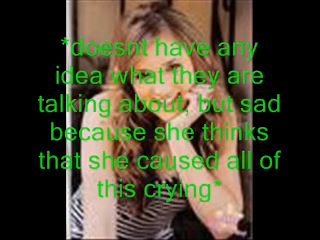 *doesnt have any
idea what they are
talking about, but sad
because she thinks
that she caused all of
this crying*